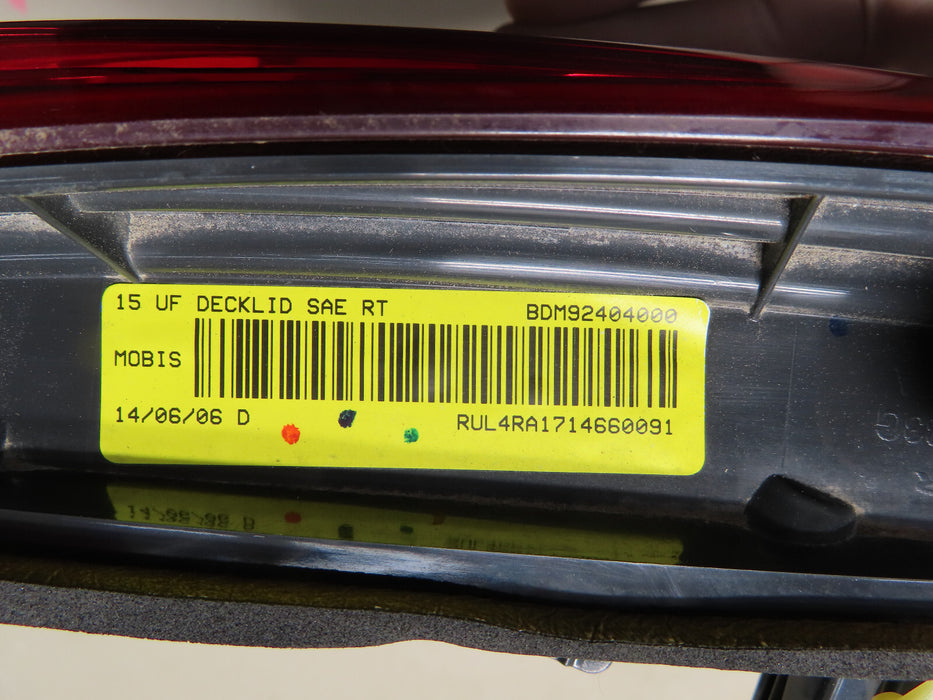 15 UF DECKLID SAE RT
BDM92404000
MOBIS
14/06/06 D
RUL4RA1714660091